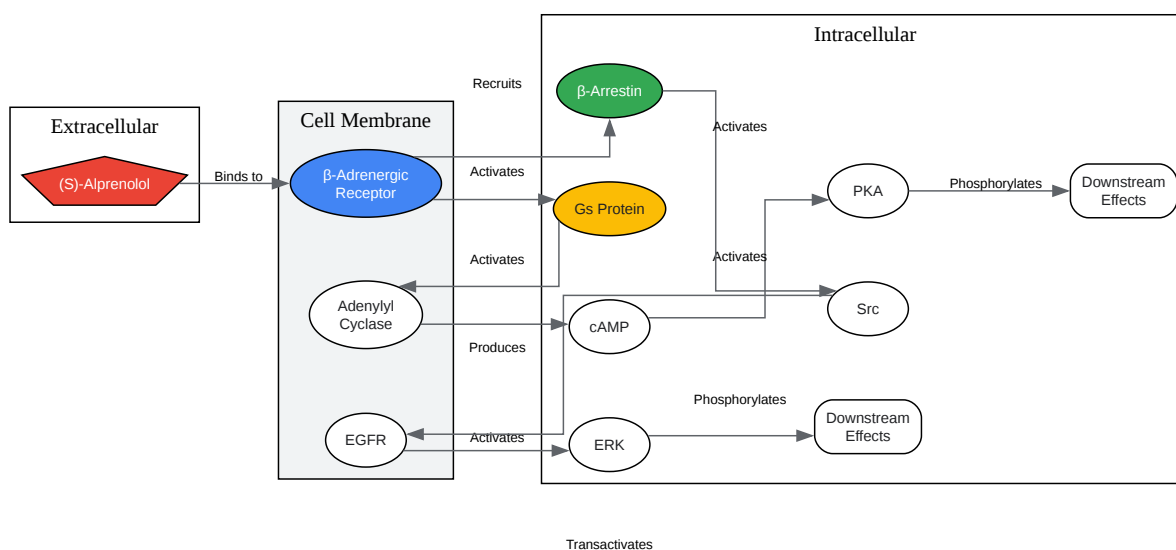 Intracellular
Recruits
β-Arrestin
Extracellular
Cell Membrane
Activates
(S)-Alprenolol
Binds to
β-Adrenergic
Receptor
Activates
Gs Protein
PKA
Phosphorylates
Downstream
Effects
Activates
Activates
Adenylyl
Cyclase
cAMP
Src
Produces
Phosphorylates
EGFR
Activates
ERK
Downstream
Effects
Transactivates